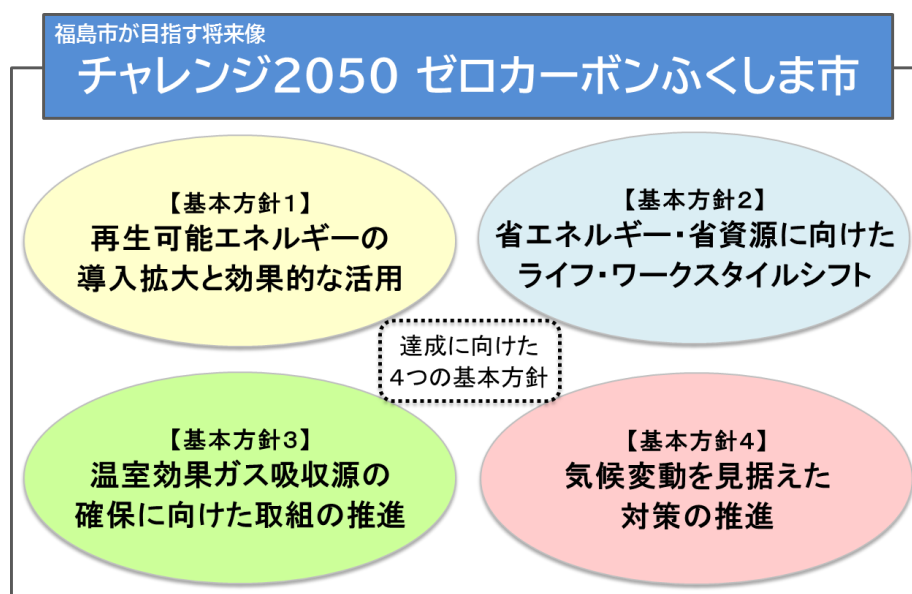 福島市が目指す将来像
チャレンジ2050 ゼロカーボンふくしま市
【基本方針1】
再生可能エネルギーの
導入拡大と効果的な活用
【基本方針2】
省エネルギー・省資源に向けた
ライフ・ワークスタイルシフト
達成に向けた
4つの基本方針
【基本方針3】
温室効果ガス吸収源の
確保に向けた取組の推進
【基本方針4】
気候変動を見据えた
対策の推進